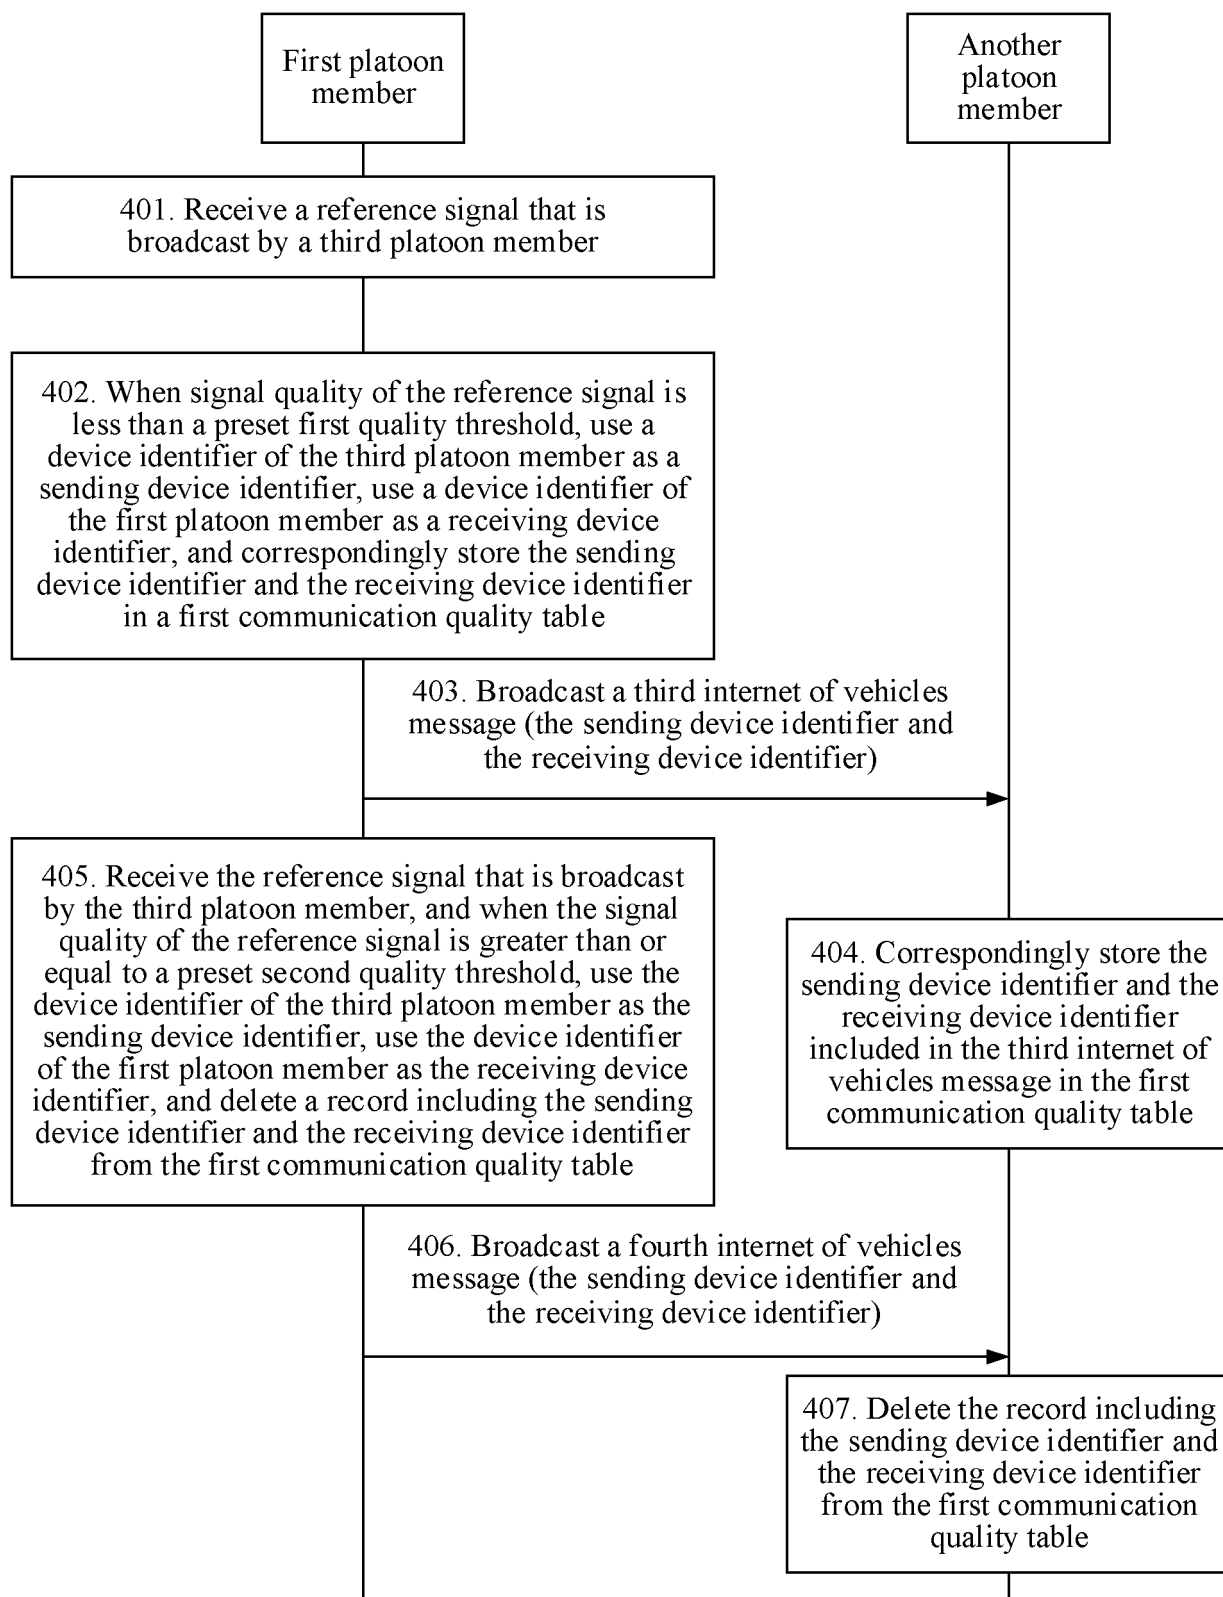 First platoon
member
Another
platoon
member
401. Receive a reference signal that is
broadcast by a third platoon member
402. When signal quality of the reference signal is
less than a preset first quality threshold, use a
device identifier of the third platoon member as a
sending device identifier, use a device identifier of
the first platoon member as a receiving device
identifier, and correspondingly store the sending
device identifier and the receiving device identifier
in a first communication quality table
403. Broadcast a third internet of vehicles
message (the sending device identifier and
the receiving device identifier)
405. Receive the reference signal that is broadcast
by the third platoon member, and when the signal
quality of the reference signal is greater than or
equal to a preset second quality threshold, use the
device identifier of the third platoon member as the
sending device identifier, use the device identifier
of the first platoon member as the receiving device
identifier, and delete a record including the sending
device identifier and the receiving device identifier
from the first communication quality table
404. Correspondingly store the
sending device identifier and the
receiving device identifier
included in the third internet of
vehicles message in the first
communication quality table
406. Broadcast a fourth internet of vehicles
message (the sending device identifier and
the receiving device identifier)
407. Delete the record including
the sending device identifier and
the receiving device identifier
from the first communication
quality table